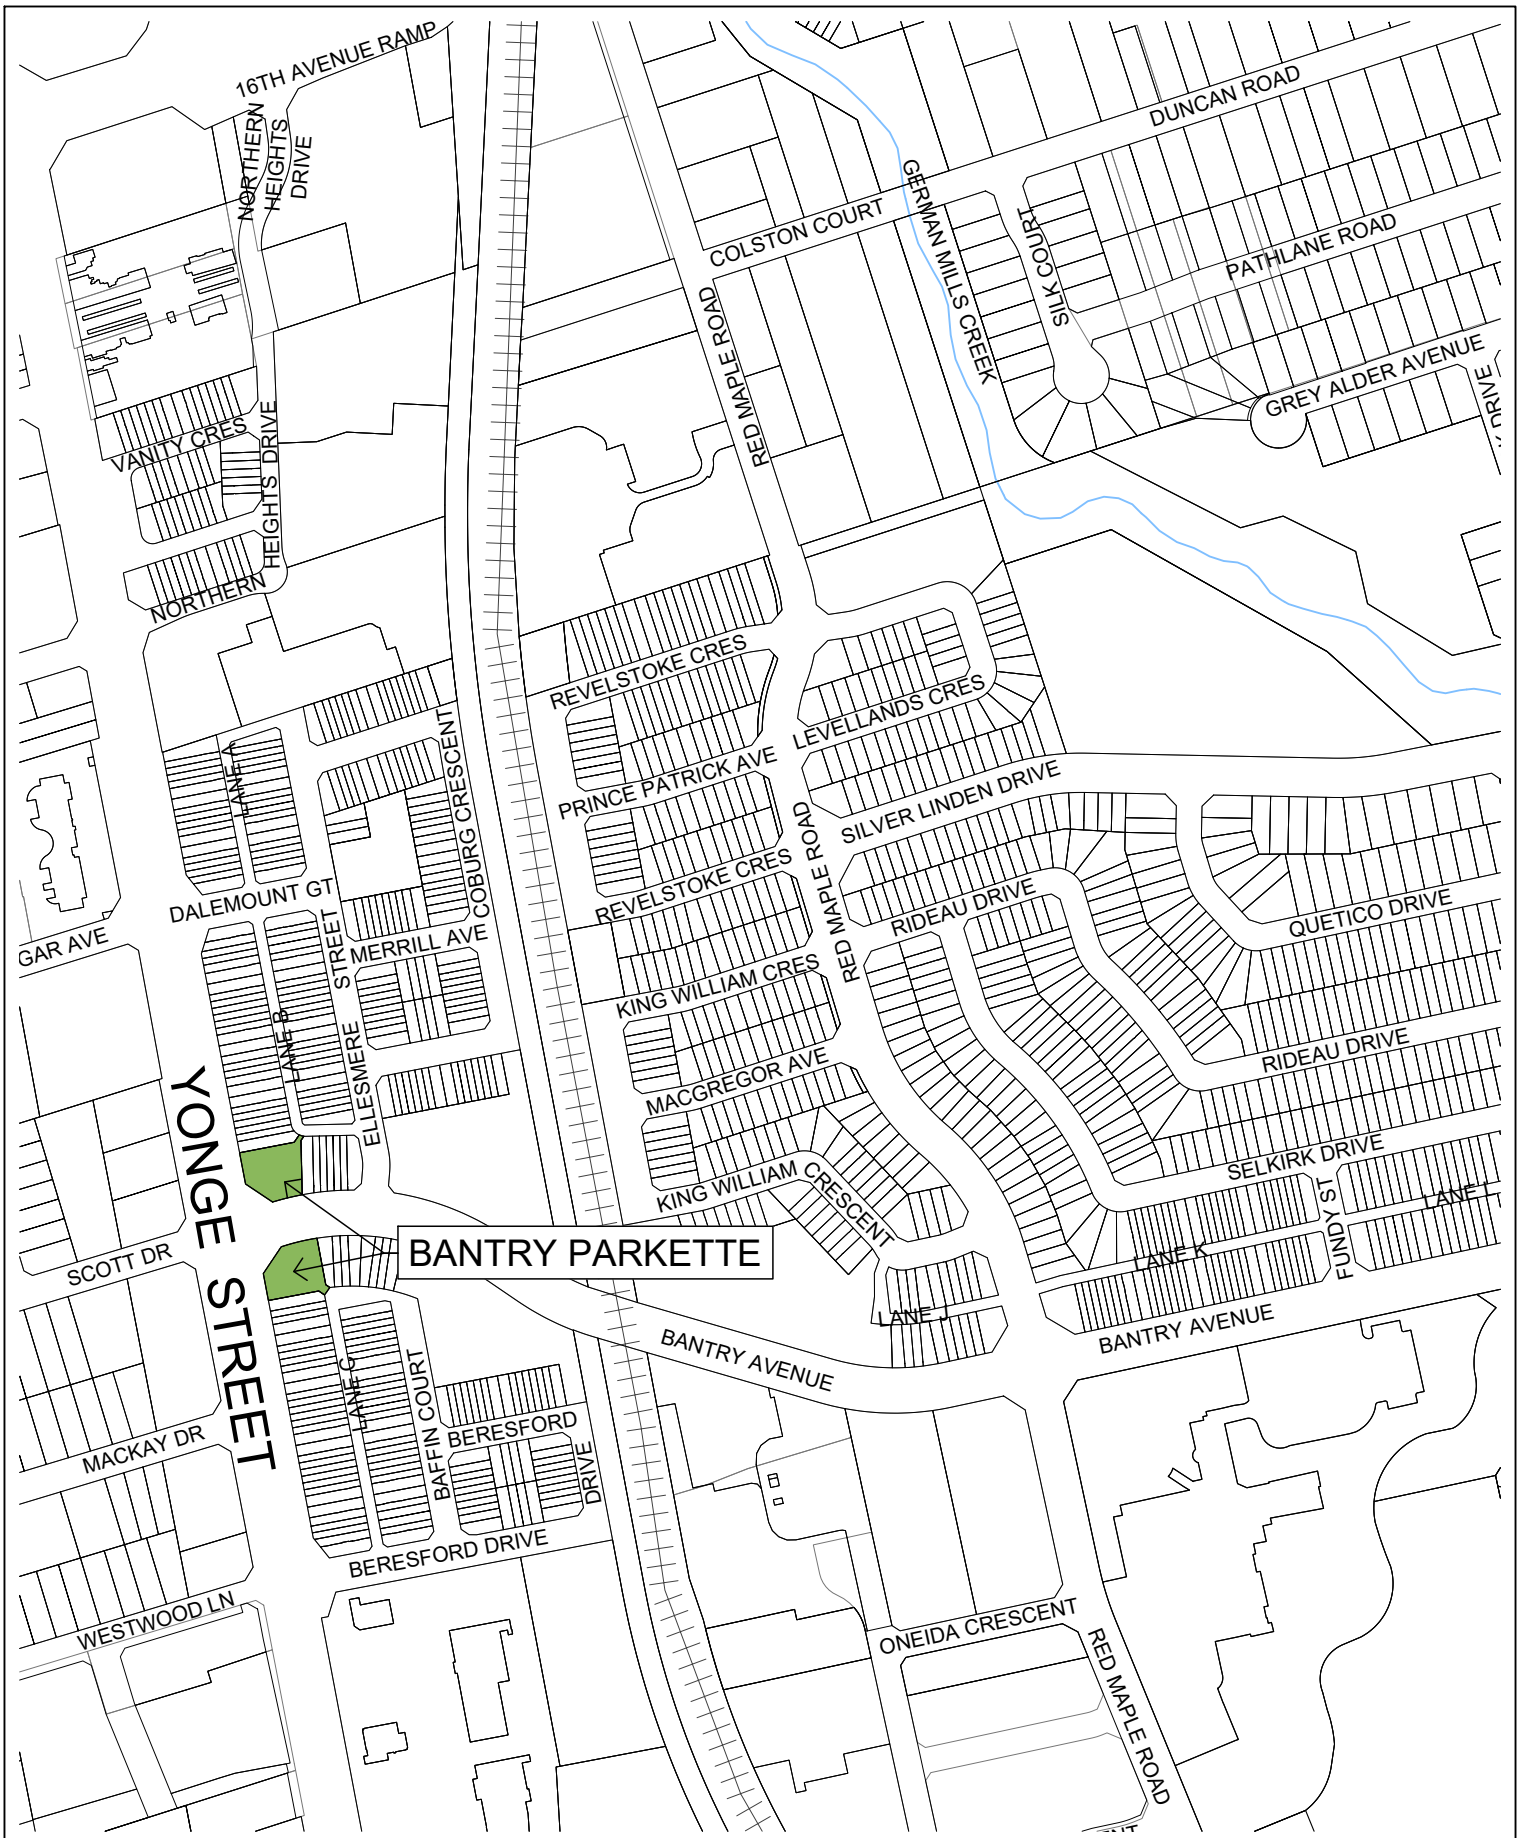 16TH AVENUE RAMP
NORTHERN
HEIGHTS
DRIVE
DUNCAN ROAD
COLSTON COURT
GERMAN MILLS CREEK
SILK COURT
PATHLANE ROAD
GREY ALDER AVENUE
DRIVE
RED MAPLE ROAD
VANITY CRES
HEIGHTS DRIVE
NORTHERN
REVELSTOKE CRES
LEVELLANDS CRES
PRINCE PATRICK AVE
SILVER LINDEN DRIVE
LANE A
COBURG CRESCENT
RED MAPLE ROAD
REVELSTOKE CRES
RIDEAU DRIVE
QUETICO DRIVE
DALEMOUNT GT
GAR AVE
STREET
MERRILL AVE
KING WILLIAM CRES
LANE B
ELLESMERE
MACGREGOR AVE
RIDEAU DRIVE
YONGE STREET
KING WILLIAM
CRESCENT
SELKIRK DRIVE
LANE L
FUNDY ST
LANE K
SCOTT DR
BANTRY PARKETTE
LANE J
BANTRY AVENUE
BANTRY AVENUE
LANE C
BAFFIN COURT
BERESFORD
DRIVE
MACKAY DR
BERESFORD DRIVE
WESTWOOD LN
ONEIDA CRESCENT
RED MAPLE ROAD